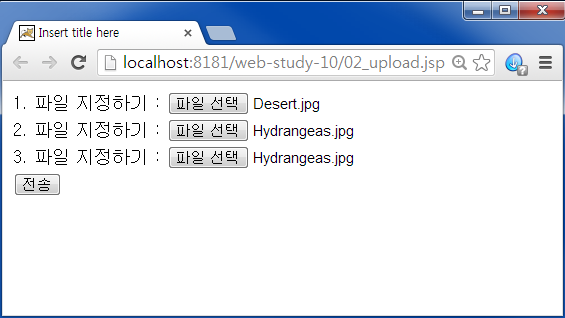 Insert title here
localhost:8181/web-study-10/02_upload.jsp
1. 파일 지정하기 : 파일 선택 Desert.jpg
2. 파일 지정하기 : 파일 선택 Hydrangeas.jpg
3. 파일 지정하기 : 파일 선택 Hydrangeas.jpg
전송